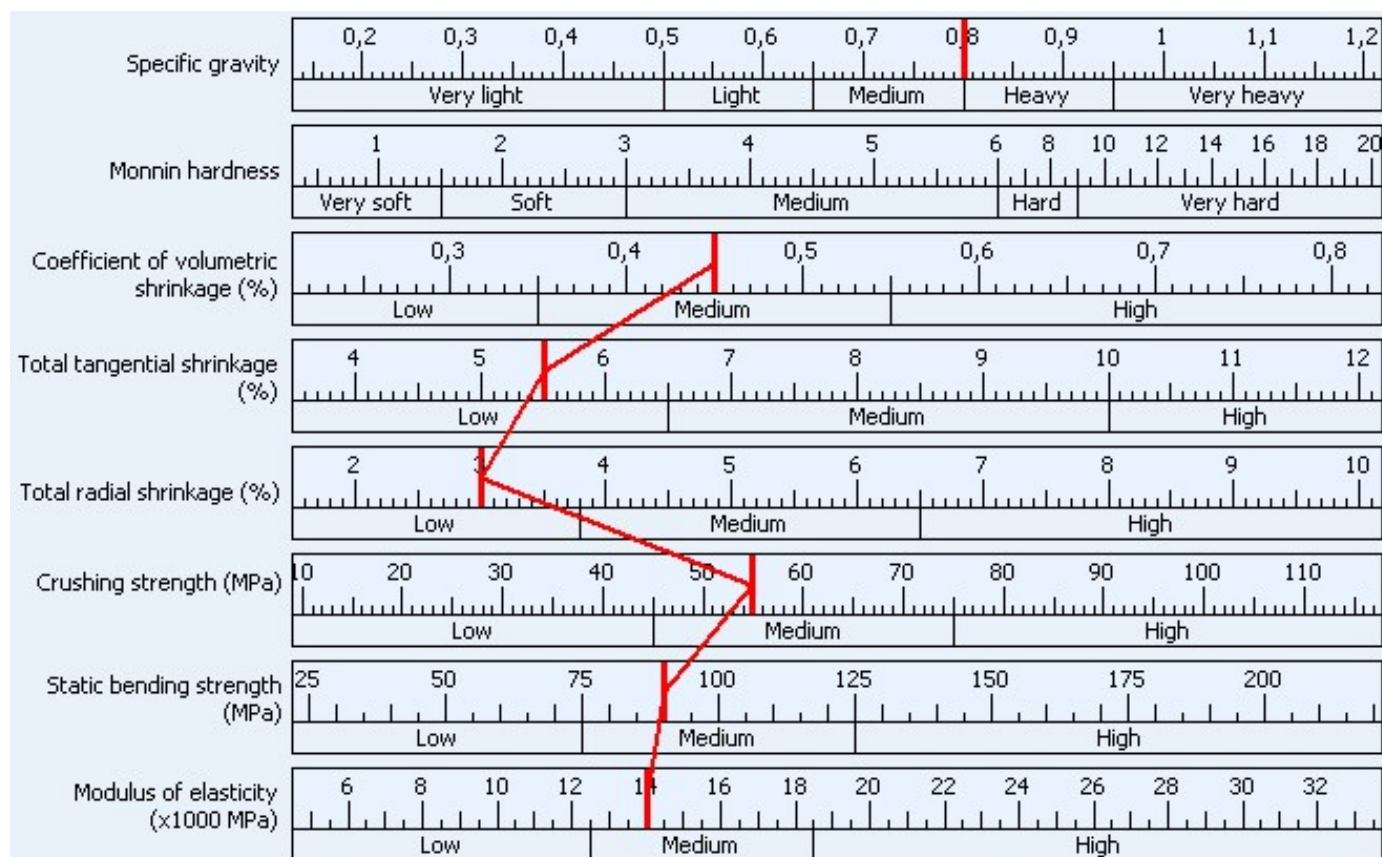 0,2 0,3 0,4 0,5 0,6 0,7 0,8 0,9 1 1,1 1,2
Specific gravity
Very light Light Medium Heavy Very heavy
1 2 3 4 5 6 8 10 12 14 16 18 20
Monnin hardness
Very soft Soft Medium Hard Very hard
0,3 0,4 0,5 0,6 0,7 0,8
Coefficient of volumetric
shrinkage (%)
Low Medium High
4 5 6 7 8 9 10 11 12
Total tangential shrinkage
(%)
Low Medium High
2 3 4 5 6 7 8 9 10
Total radial shrinkage (%)
Low Medium High
10 20 30 40 50 60 70 80 90 100 110
Crushing strength (MPa)
Low Medium High
25 50 75 100 125 150 175 200
Static bending strength
(MPa)
Low Medium High
6 8 10 12 14 16 18 20 22 24 26 28 30 32
Modulus of elasticity
(x1000 MPa)
Low Medium High